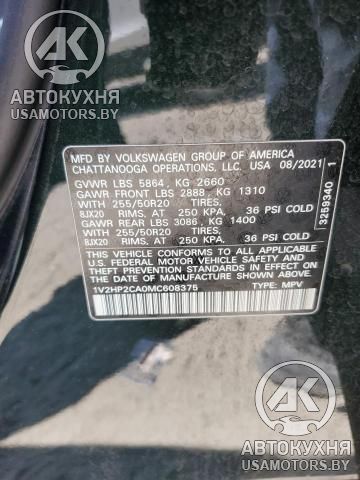 АК
АВТОКУХНЯ
USAMOTORS.BY
MFD. BY VOLKSWAGEN GROUP OF AMERICA
CHATTANOOGA OPERATIONS, LLC. USA 08/2021
GVWR LBS 5864, KG 2660
GAWR FRONT LBS 2888, KG 1310
WITH 255/50R20 TIRES.
8JX20 RIMS, AT 250 KPA, 36 PSI COLD
GAWR REAR LBS 3086, KG 1400
WITH 255/50R20 TIRES.
8JX20 RIMS, AT 250 KPA, 36 PSI COLD
THIS VEHICLE CONFORMS TO ALL APPLICABLE
U.S. FEDERAL MOTOR VEHICLE SAFETY
STANDARDS IN EFFECT ON THE DATE OF
MANUFACTURE SHOWN ABOVE.
1V2HP2CA0MC608375 TYPE: MPV
3259340 1
АК
АВТОКУХНЯ
USAMOTORS.BY